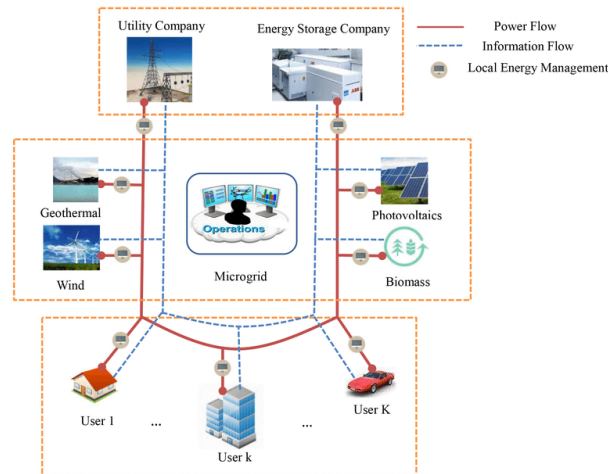 Utility Company
Energy Storage Company
Power Flow
Information Flow
Local Energy Management
ABB
Geothermal
Operations
Photovoltaics
Wind
Microgrid
Biomass
User 1
...
User k
...
User K